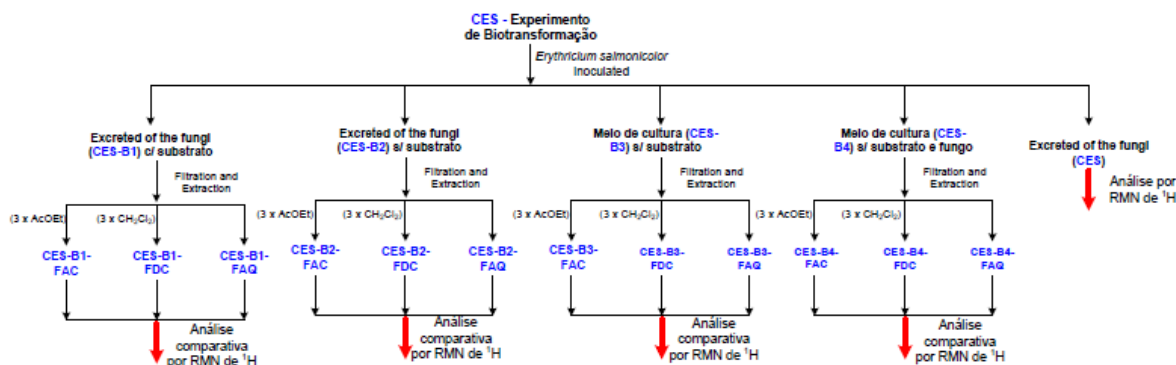 CES - Experimento
de Biotransformação
Erythricium salmonicolor
Inoculated
Excreted of the fungi
(CES-B1) c/ substrato
Excreted of the fungi
(CES-B2) s/ substrato
Meio de cultura (CES-
B3) s/ substrato
Meio de cultura (CES-
B4) s/ substrato e fungo
Excreted of the fungi
(CES)
Análise por
RMN de ¹H
Filtration and
Extraction
Filtration and
Extraction
Filtration and
Extraction
Filtration and
Extraction
(3 x AcOEt)
(3 x CH₂Cl₂)
(3 x AcOEt)
(3 x CH₂Cl₂)
(3 x AcOEt)
(3 x CH₂Cl₂)
(3 x AcOEt)
(3 x CH₂Cl₂)
CES-B1-
FAC
CES-B1-
FDC
CES-B1-
FAQ
CES-B2-
FAC
CES-B2-
FDC
CES-B2-
FAQ
CES-B3-
FAC
CES-B3-
FDC
CES-B3-
FAQ
CES-B4-
FAC
CES-B4-
FDC
CES-B4-
FAQ
Análise
comparativa
por RMN de ¹H
Análise
comparativa
por RMN de ¹H
Análise
comparativa
por RMN de ¹H
Análise
comparativa
por RMN de ¹H